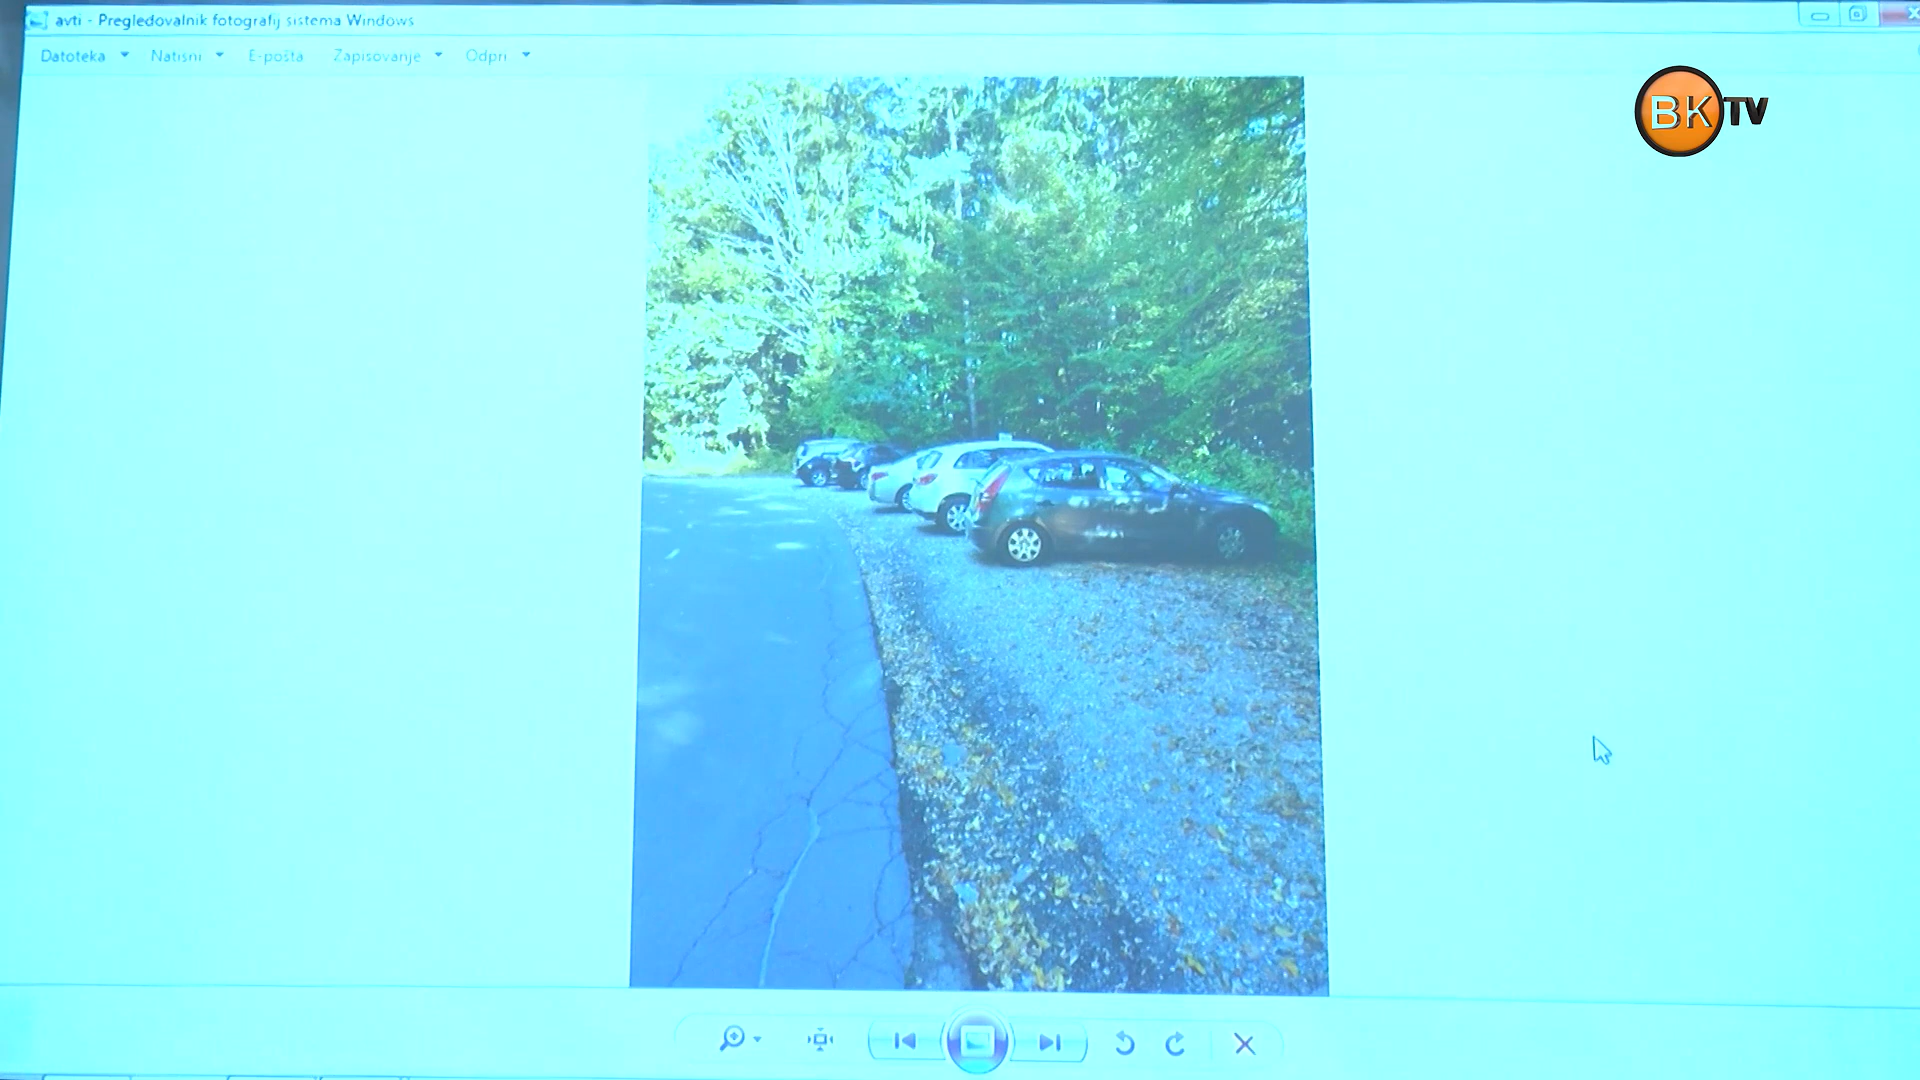 avti - Pregledovalnik fotografij sistema Windows
Datoteka Natisni E-pošta Zapisovanje Odpri
BK TV